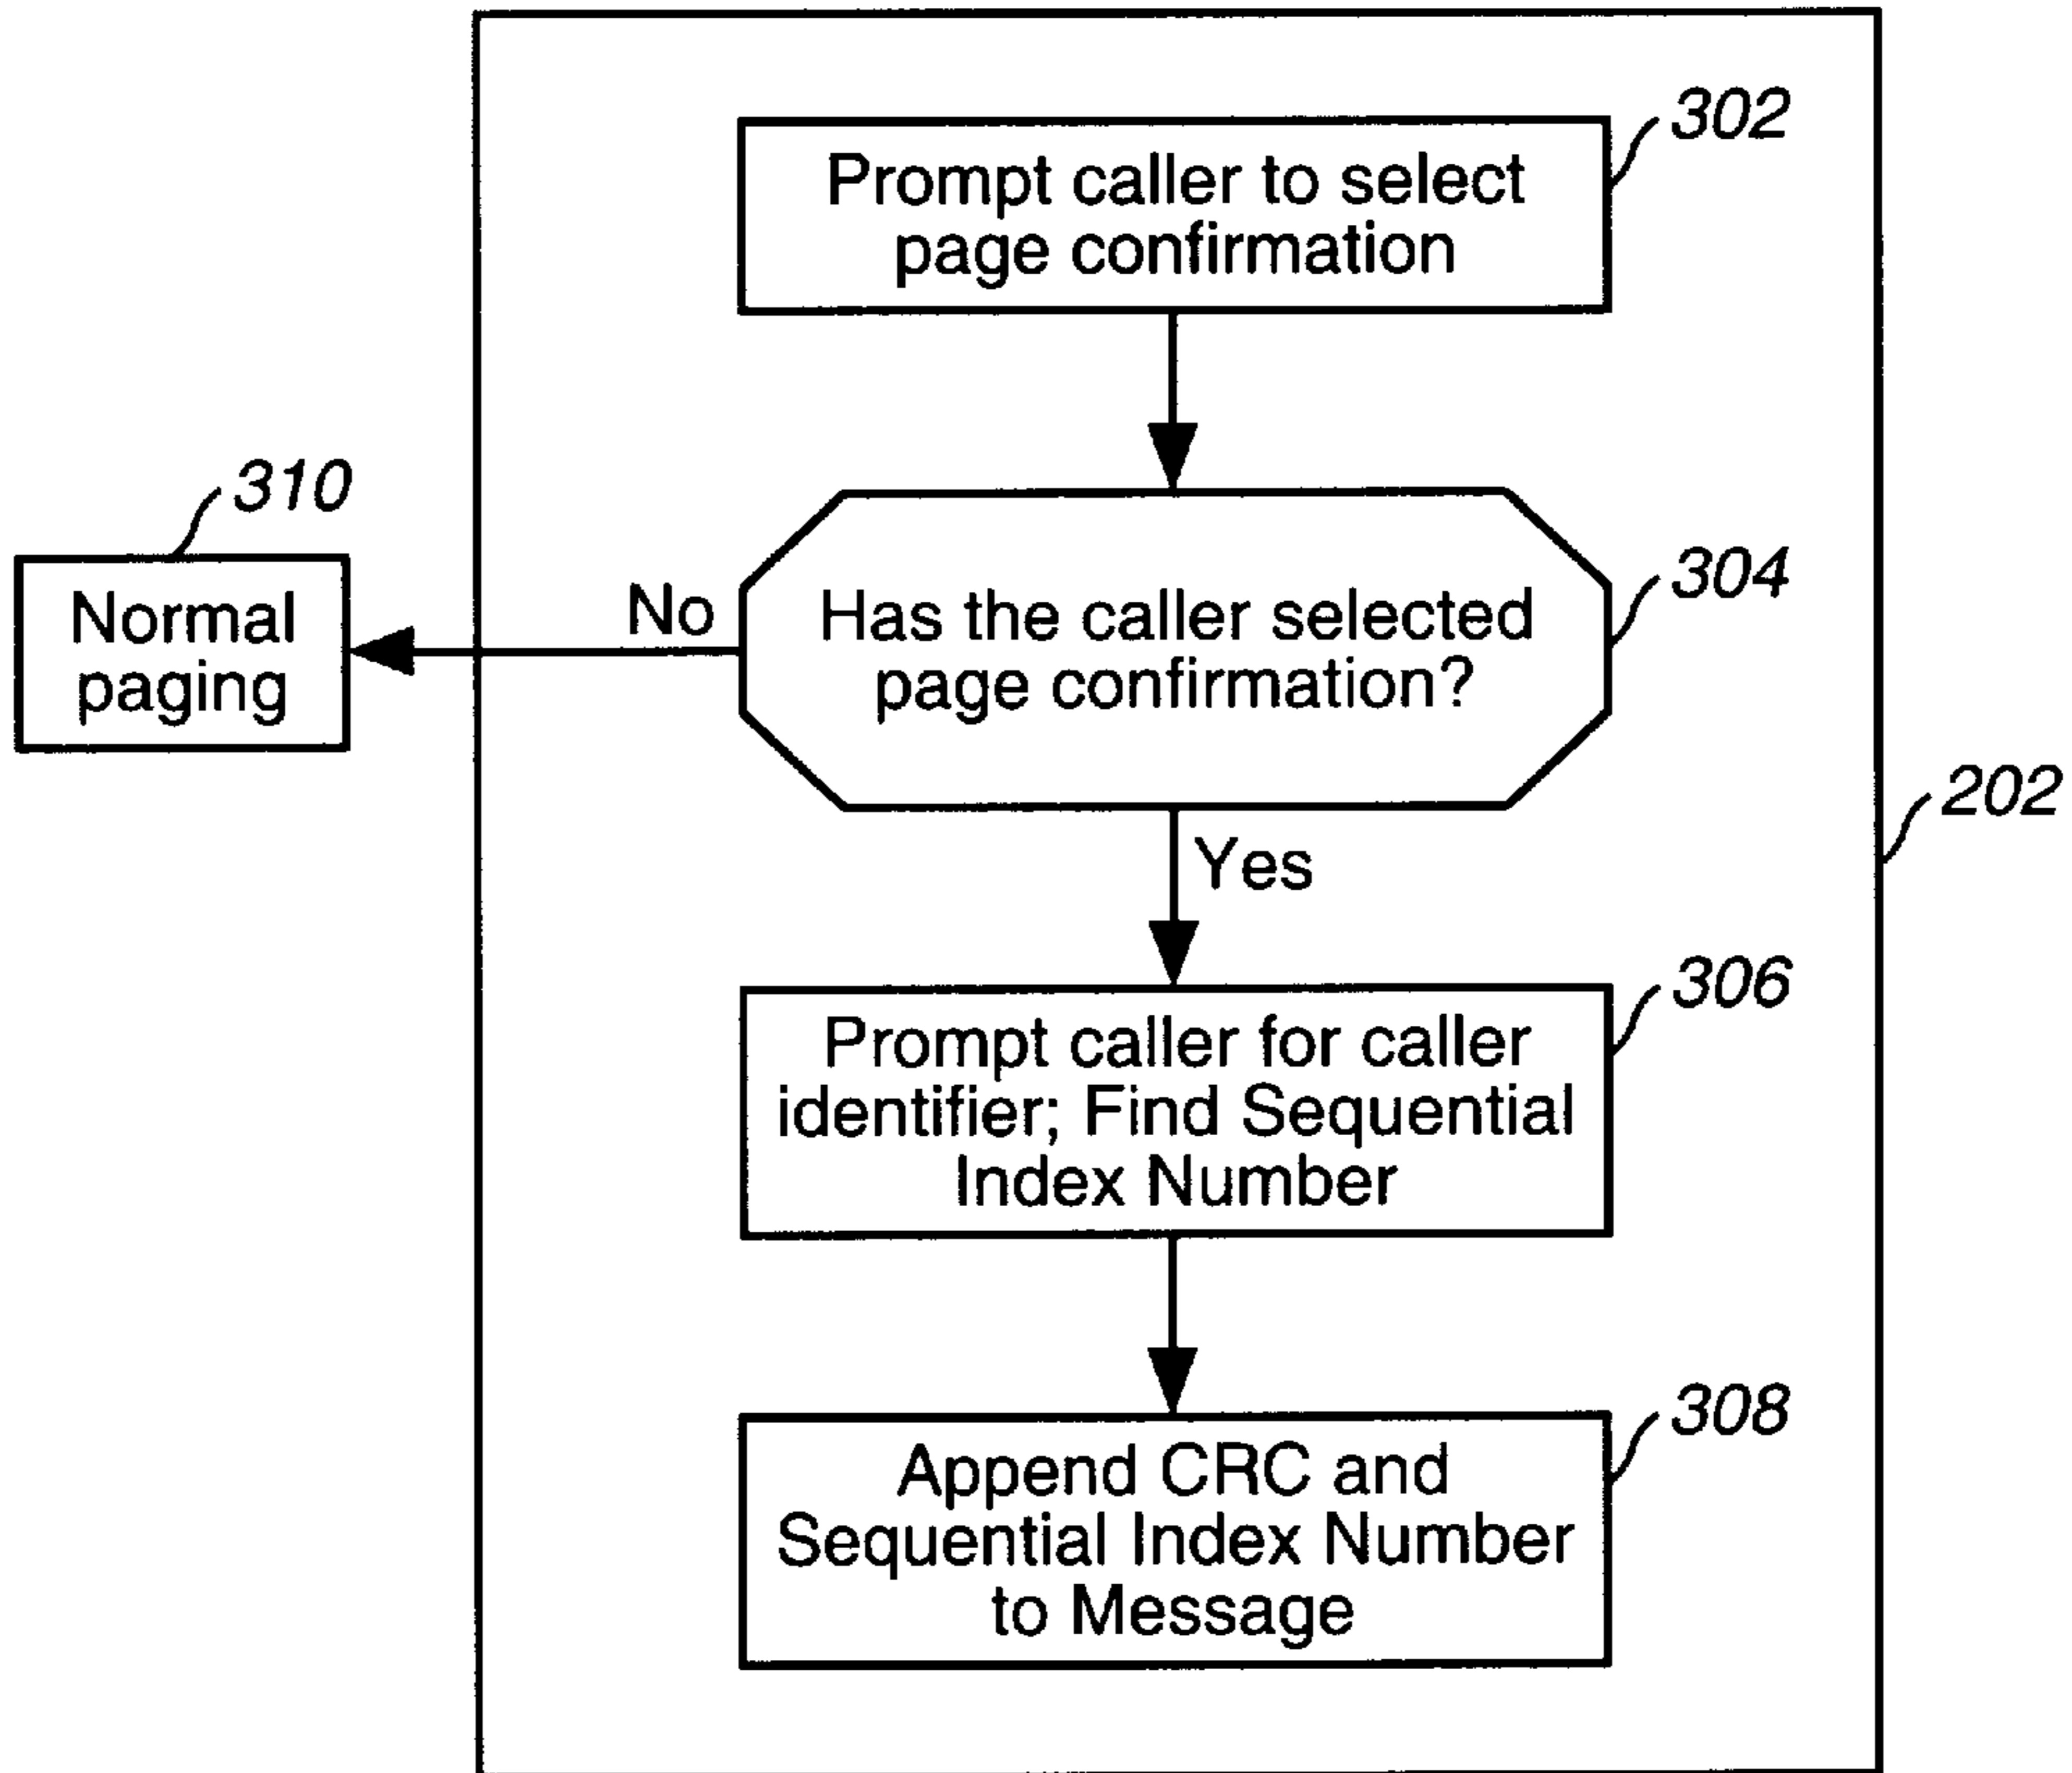 302
Prompt caller to select
page confirmation
310
Normal
paging
No
304
Has the caller selected
page confirmation?
202
Yes
306
Prompt caller for caller
identifier; Find Sequential
Index Number
308
Append CRC and
Sequential Index Number
to Message